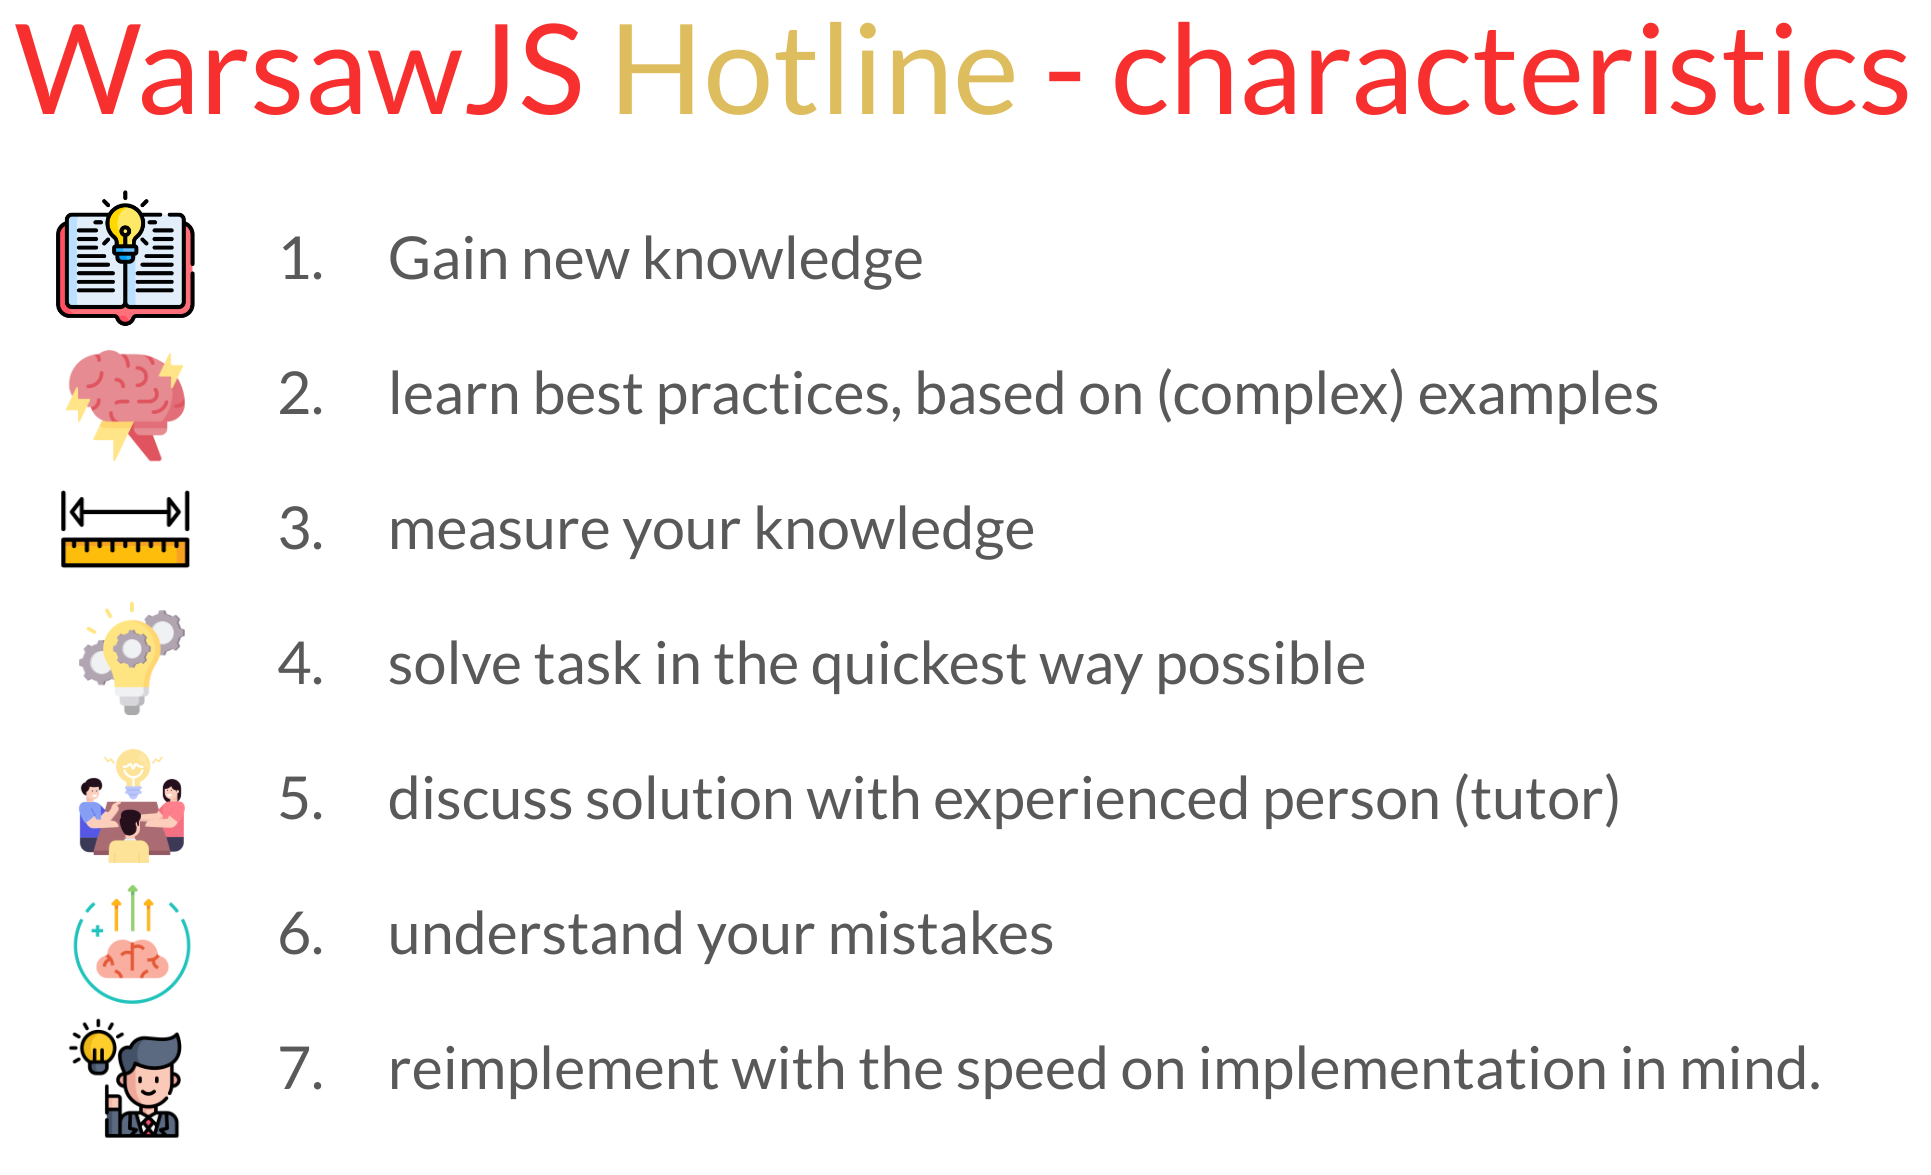 WarsawJS Hotline - characteristics
1. Gain new knowledge
2. learn best practices, based on (complex) examples
3. measure your knowledge
4. solve task in the quickest way possible
5. discuss solution with experienced person (tutor)
6. understand your mistakes
7. reimplement with the speed on implementation in mind.